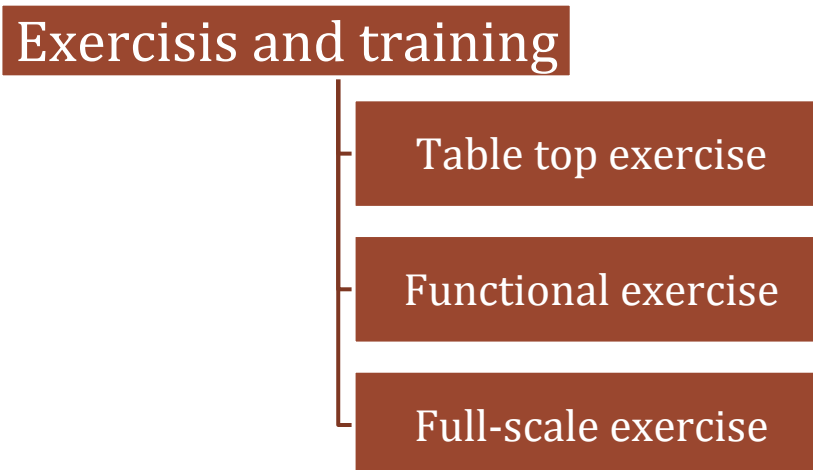 Exercisis and training
Table top exercise
Functional exercise
Full-scale exercise